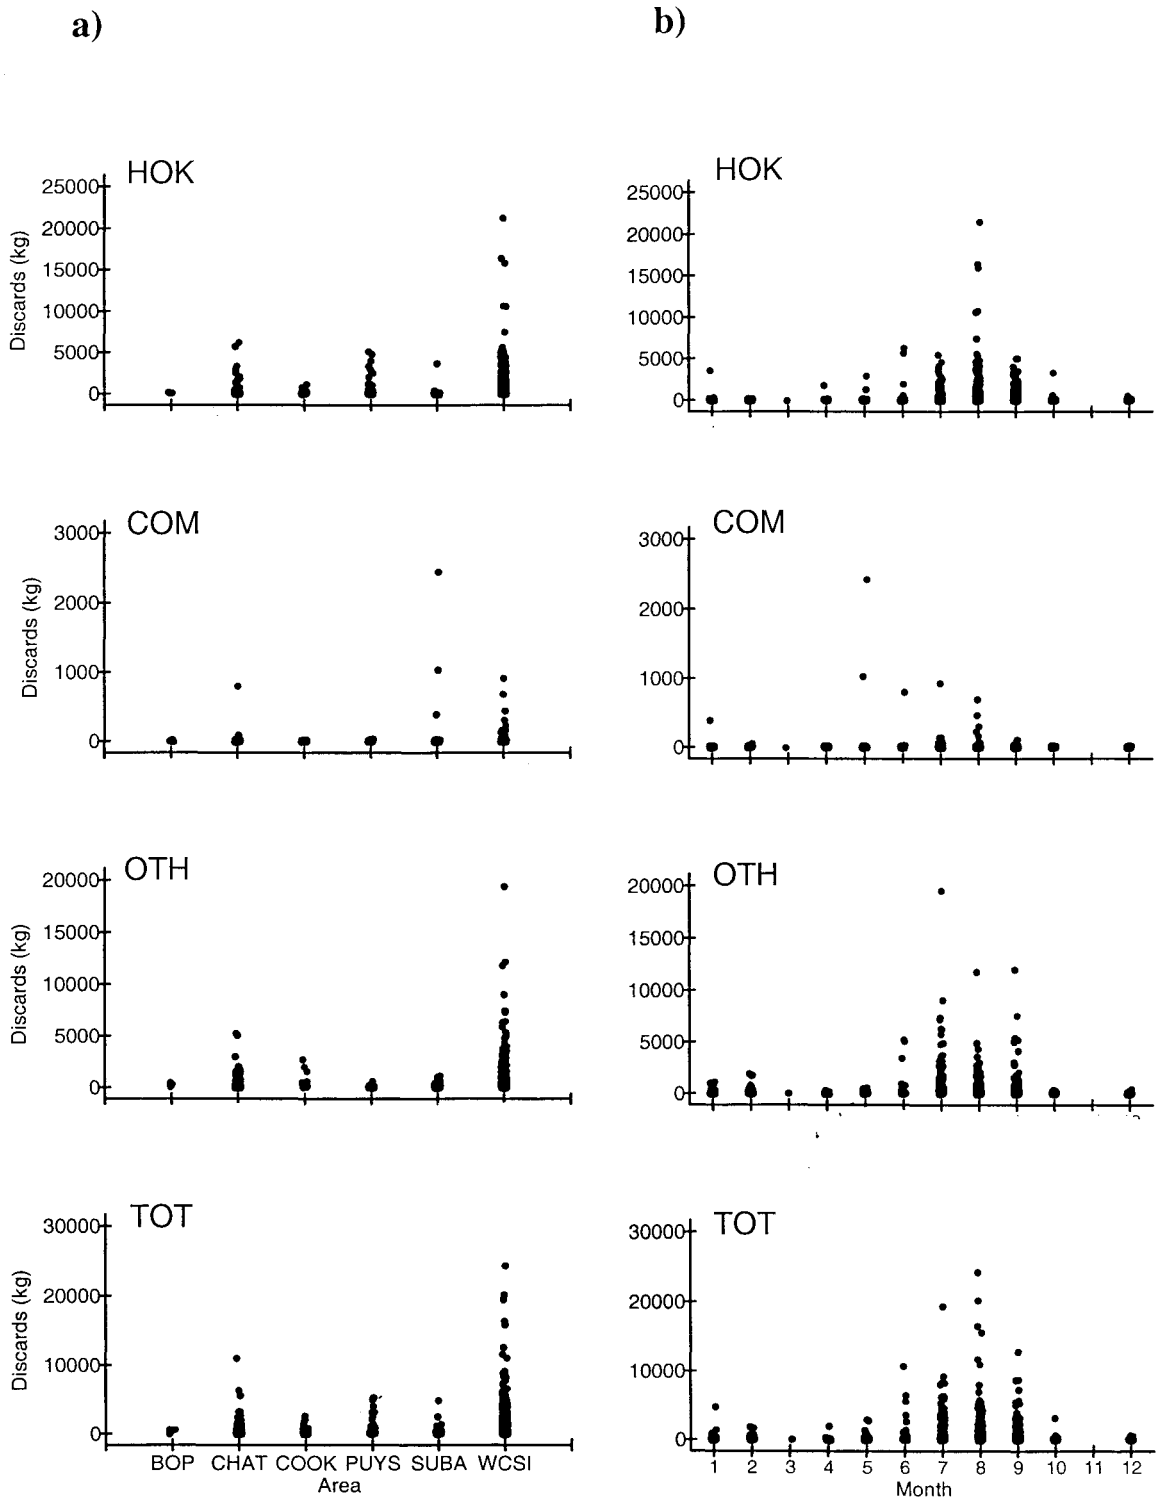 a)
HOK
25000
20000
15000
10000
5000
0
Discards (kg)
COM
3000
2000
1000
0
Discards (kg)
OTH
20000
15000
10000
5000
0
Discards (kg)
TOT
30000
20000
10000
0
Discards (kg)
BOP CHAT COOK PUYS SUBA WCSI
Area
b)
HOK
25000
20000
15000
10000
5000
0
COM
3000
2000
1000
0
OTH
20000
15000
10000
5000
0
TOT
30000
20000
10000
0
1 2 3 4 5 6 7 8 9 10 11 12
Month